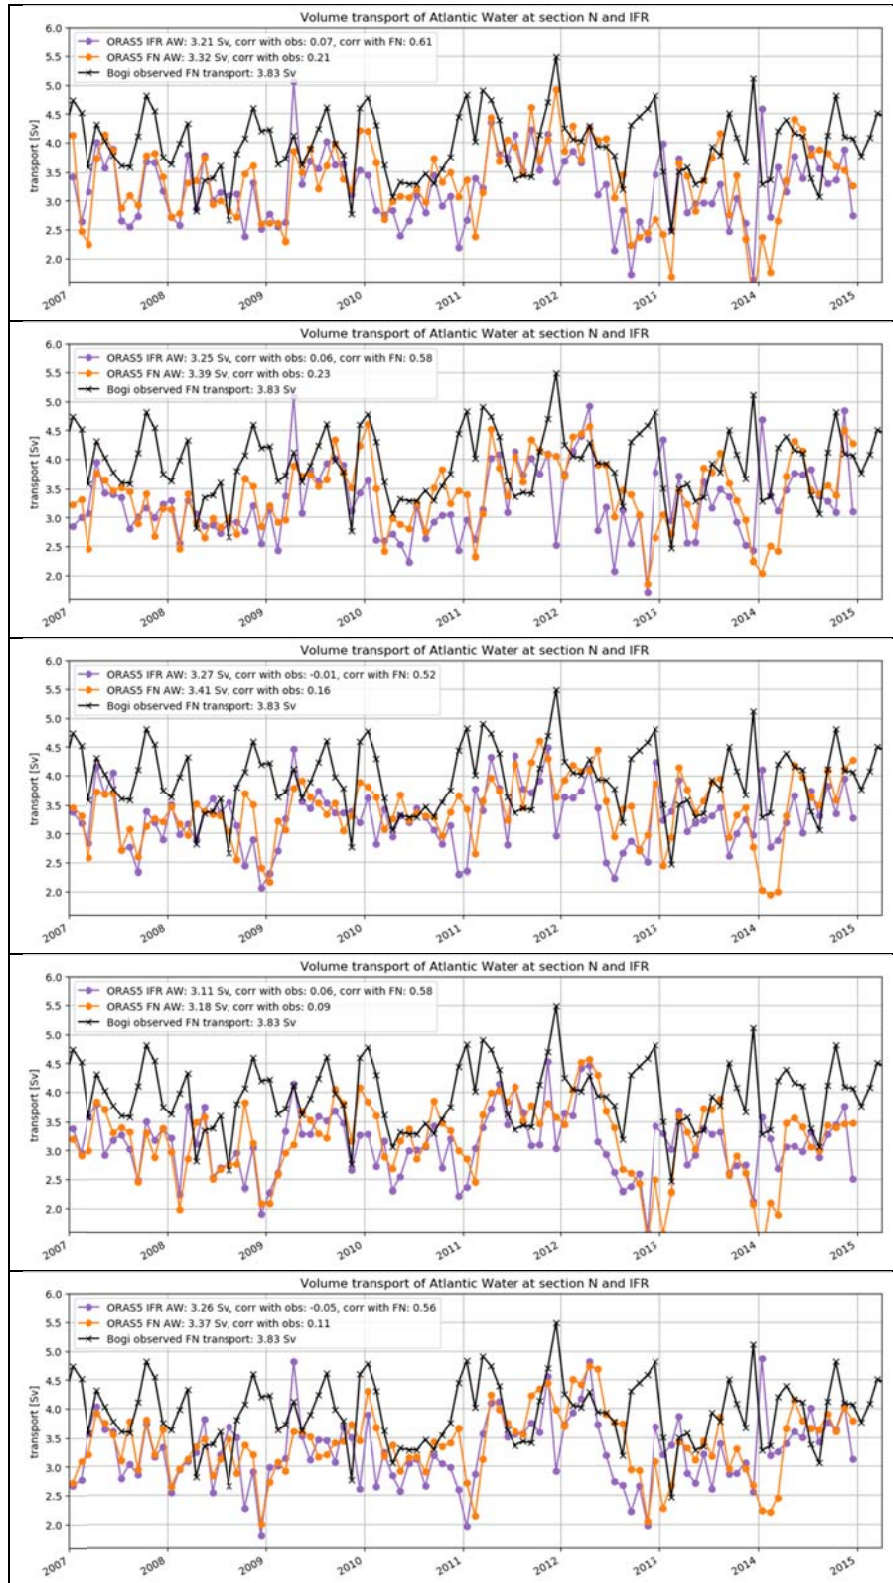 Volume transport of Atlantic Water at section N and IFR
ORAS5 IFR AW: 3.21 Sv, corr with obs: 0.07, corr with FN: 0.61
ORAS5 FN AW: 3.32 Sv, corr with obs: 0.21
Bogi observed FN transport: 3.83 Sv
transport [Sv]
6.0
5.5
5.0
4.5
4.0
3.5
3.0
2.5
2.0
2007 2008 2009 2010 2011 2012 2013 2014 2015
Volume transport of Atlantic Water at section N and IFR
ORAS5 IFR AW: 3.25 Sv, corr with obs: 0.06, corr with FN: 0.58
ORAS5 FN AW: 3.39 Sv, corr with obs: 0.23
Bogi observed FN transport: 3.83 Sv
transport [Sv]
6.0
5.5
5.0
4.5
4.0
3.5
3.0
2.5
2.0
2007 2008 2009 2010 2011 2012 2013 2014 2015
Volume transport of Atlantic Water at section N and IFR
ORAS5 IFR AW: 3.27 Sv, corr with obs: -0.01, corr with FN: 0.52
ORAS5 FN AW: 3.41 Sv, corr with obs: 0.16
Bogi observed FN transport: 3.83 Sv
transport [Sv]
6.0
5.5
5.0
4.5
4.0
3.5
3.0
2.5
2.0
2007 2008 2009 2010 2011 2012 2013 2014 2015
Volume transport of Atlantic Water at section N and IFR
ORAS5 IFR AW: 3.11 Sv, corr with obs: 0.06, corr with FN: 0.58
ORAS5 FN AW: 3.18 Sv, corr with obs: 0.09
Bogi observed FN transport: 3.83 Sv
transport [Sv]
6.0
5.5
5.0
4.5
4.0
3.5
3.0
2.5
2.0
2007 2008 2009 2010 2011 2012 2013 2014 2015
Volume transport of Atlantic Water at section N and IFR
ORAS5 IFR AW: 3.26 Sv, corr with obs: -0.05, corr with FN: 0.56
ORAS5 FN AW: 3.37 Sv, corr with obs: 0.11
Bogi observed FN transport: 3.83 Sv
transport [Sv]
6.0
5.5
5.0
4.5
4.0
3.5
3.0
2.5
2.0
2007 2008 2009 2010 2011 2012 2013 2014 2015